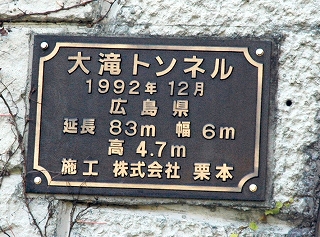 大滝トンネル
1992年 12月
広島県
延長 83m 幅 6m
高 4.7m
施工 株式会社 栗本